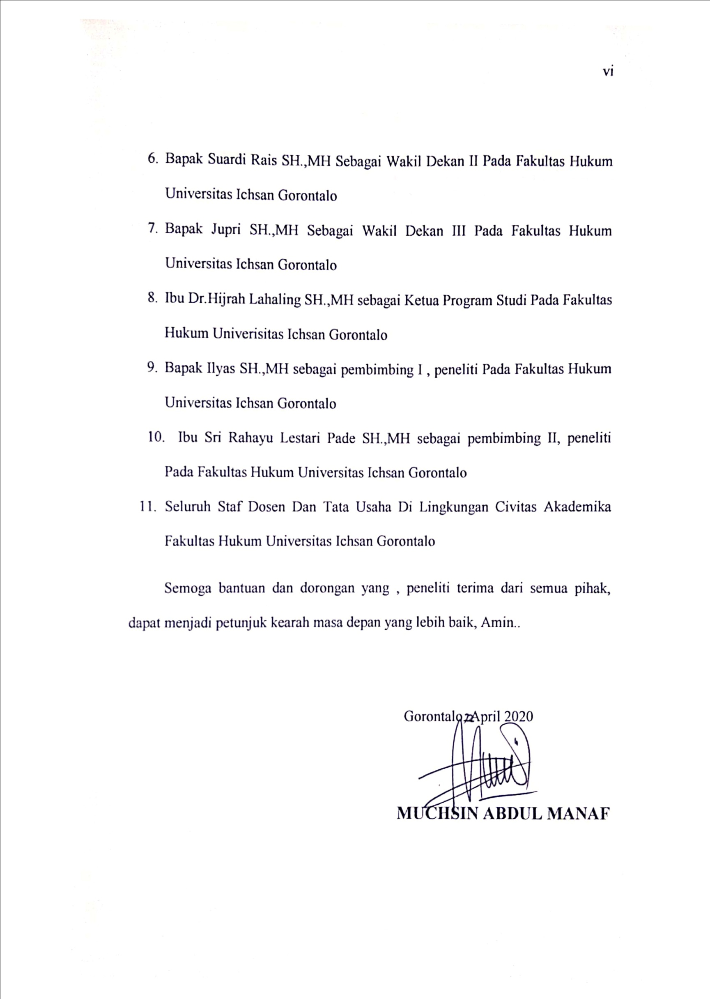 vi
6. Bapak Suardi Rais SH.,MH Sebagai Wakil Dekan II Pada Fakultas Hukum
Universitas Ichsan Gorontalo
7. Bapak Jupri SH.,MH Sebagai Wakil Dekan III Pada Fakultas Hukum
Universitas Ichsan Gorontalo
8. Ibu Dr.Hijrah Lahaling SH.,MH sebagai Ketua Program Studi Pada Fakultas
Hukum Univerisitas Ichsan Gorontalo
9. Bapak Ilyas SH.,MH sebagai pembimbing I , peneliti Pada Fakultas Hukum
Universitas Ichsan Gorontalo
10. Ibu Sri Rahayu Lestari Pade SH.,MH sebagai pembimbing II, peneliti
Pada Fakultas Hukum Universitas Ichsan Gorontalo
11. Seluruh Staf Dosen Dan Tata Usaha Di Lingkungan Civitas Akademika
Fakultas Hukum Universitas Ichsan Gorontalo
Semoga bantuan dan dorongan yang , peneliti terima dari semua pihak,
dapat menjadi petunjuk kearah masa depan yang lebih baik, Amin..
Gorontalo April 2020
MUCHSIN ABDUL MANAF